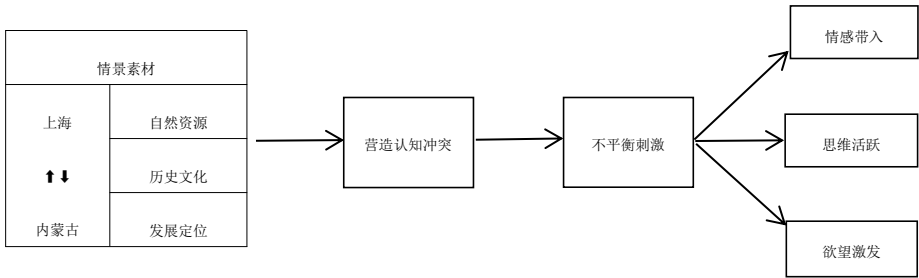 情景素材
上海
⬆⬇
内蒙古
自然资源
历史文化
发展定位
营造认知冲突
不平衡刺激
情感带入
思维活跃
欲望激发